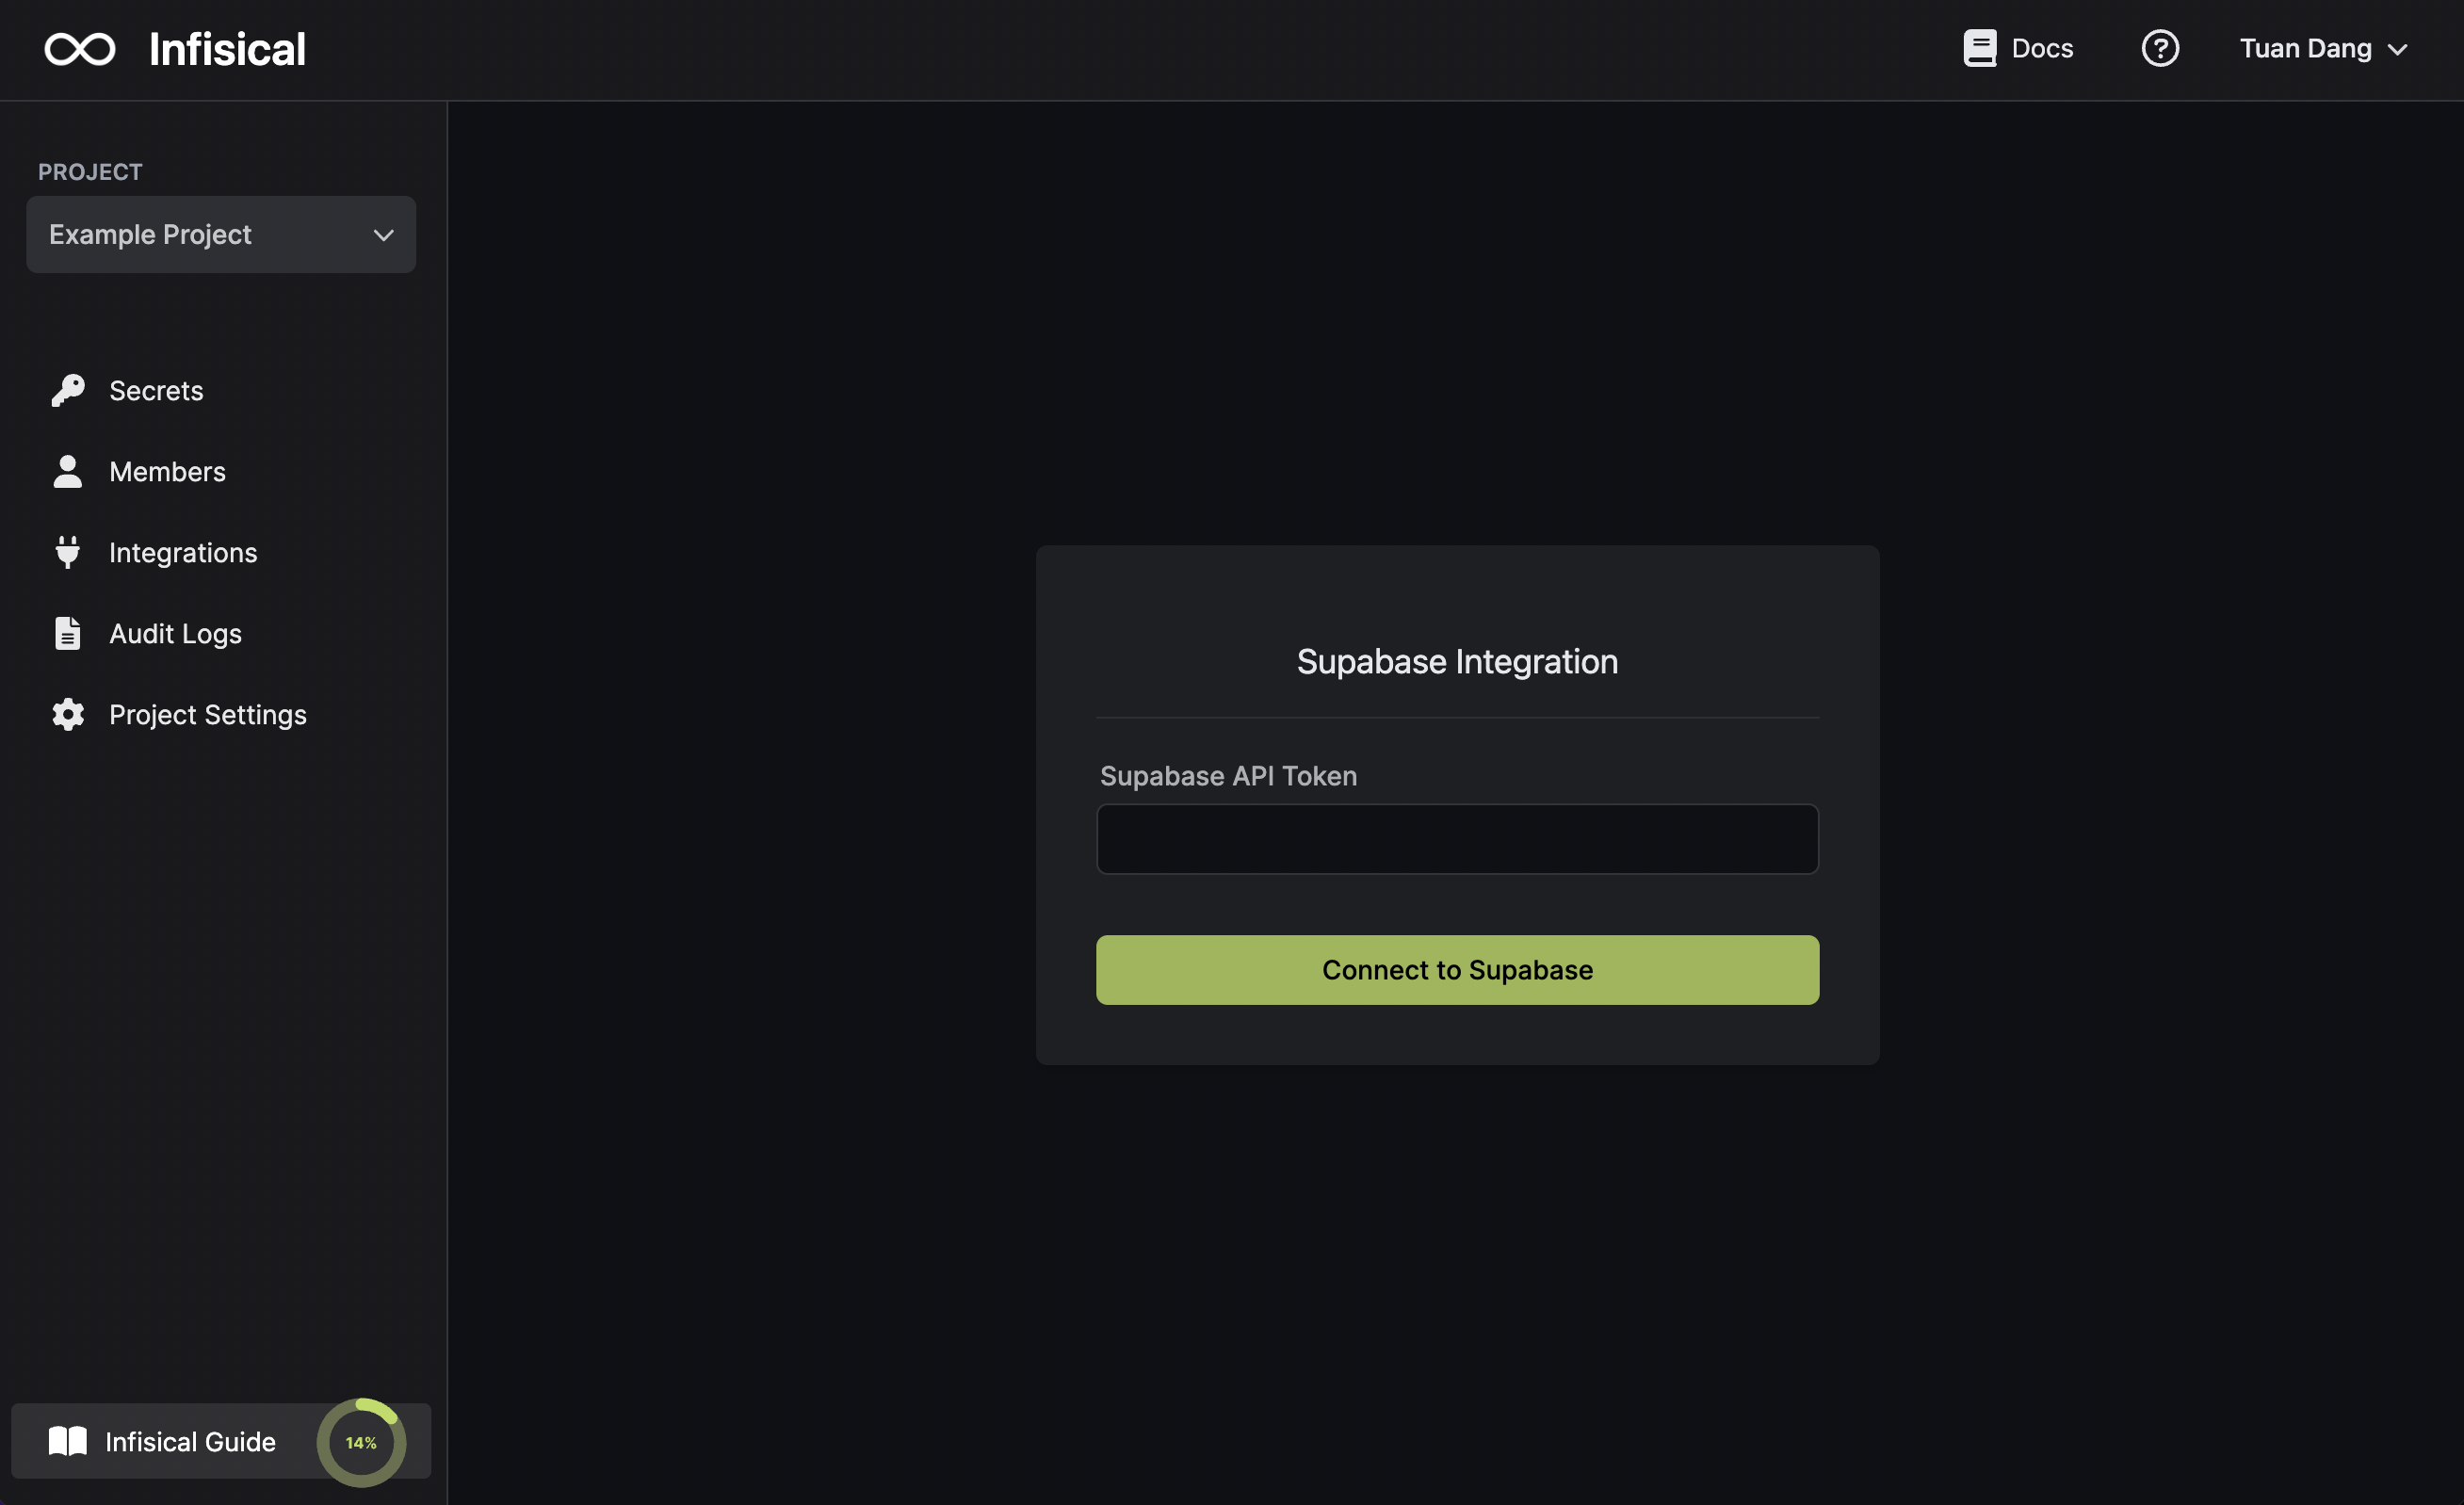 Infisical
Docs
Tuan Dang
PROJECT
Example Project
Secrets
Members
Integrations
Audit Logs
Project Settings
Supabase Integration
Supabase API Token
Connect to Supabase
Infisical Guide
14%